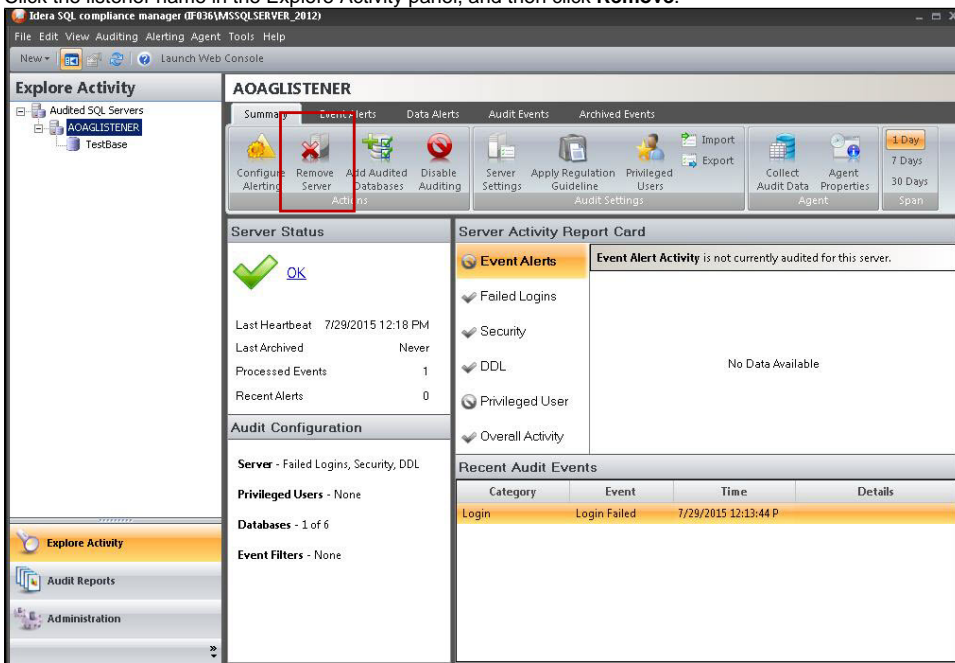 Click the listener name in the Explore Activity panel, and then click Remove.
Idera SQL compliance manager (IF036\MSSQLSERVER_2012)
File Edit View Auditing Alerting Agent Tools Help
New Launch Web Console
Explore Activity
Audited SQL Servers
AOAGLISTENER
TestBase
Explore Activity
Audit Reports
Administration
AOAGLISTENER
Summary Event Alerts Data Alerts Audit Events Archived Events
Configure Alerting
Remove Server
Add Audited Databases
Disable Auditing
Actions
Server Settings
Apply Regulation Guideline
Privileged Users
Import
Export
Audit Settings
Collect Audit Data
Agent Properties
Agent
1 Day
7 Days
30 Days
Span
Server Status
OK
Last Heartbeat 7/29/2015 12:18 PM
Last Archived Never
Processed Events 1
Recent Alerts 0
Audit Configuration
Server - Failed Logins, Security, DDL
Privileged Users - None
Databases - 1 of 6
Event Filters - None
Server Activity Report Card
Event Alerts
Failed Logins
Security
DDL
Privileged User
Overall Activity
Event Alert Activity is not currently audited for this server.
No Data Available
Recent Audit Events
Category Event Time Details
Login Login Failed 7/29/2015 12:13:44 P